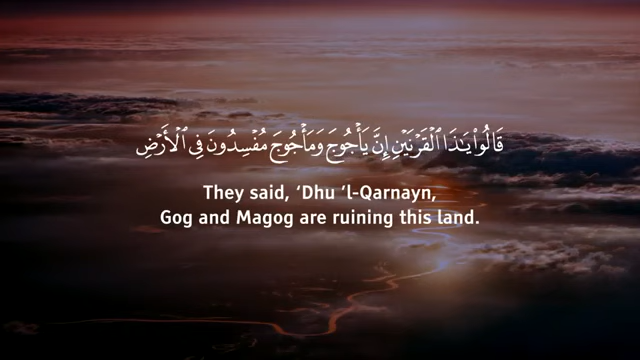 قَالُوا۟ يَـٰذَا ٱلْقَرْنَيْنِ إِنَّ يَأْجُوجَ وَمَأْجُوجَ مُفْسِدُونَ فِى ٱلْأَرْضِ
They said, ‘Dhu ‘l-Qarnayn,
Gog and Magog are ruining this land.